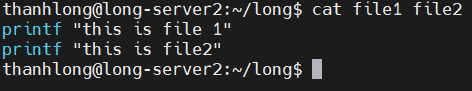 thanhlong@long-server2:~/long$ cat file1 file2
printf "this is file 1"
printf "this is file2"
thanhlong@long-server2:~/long$